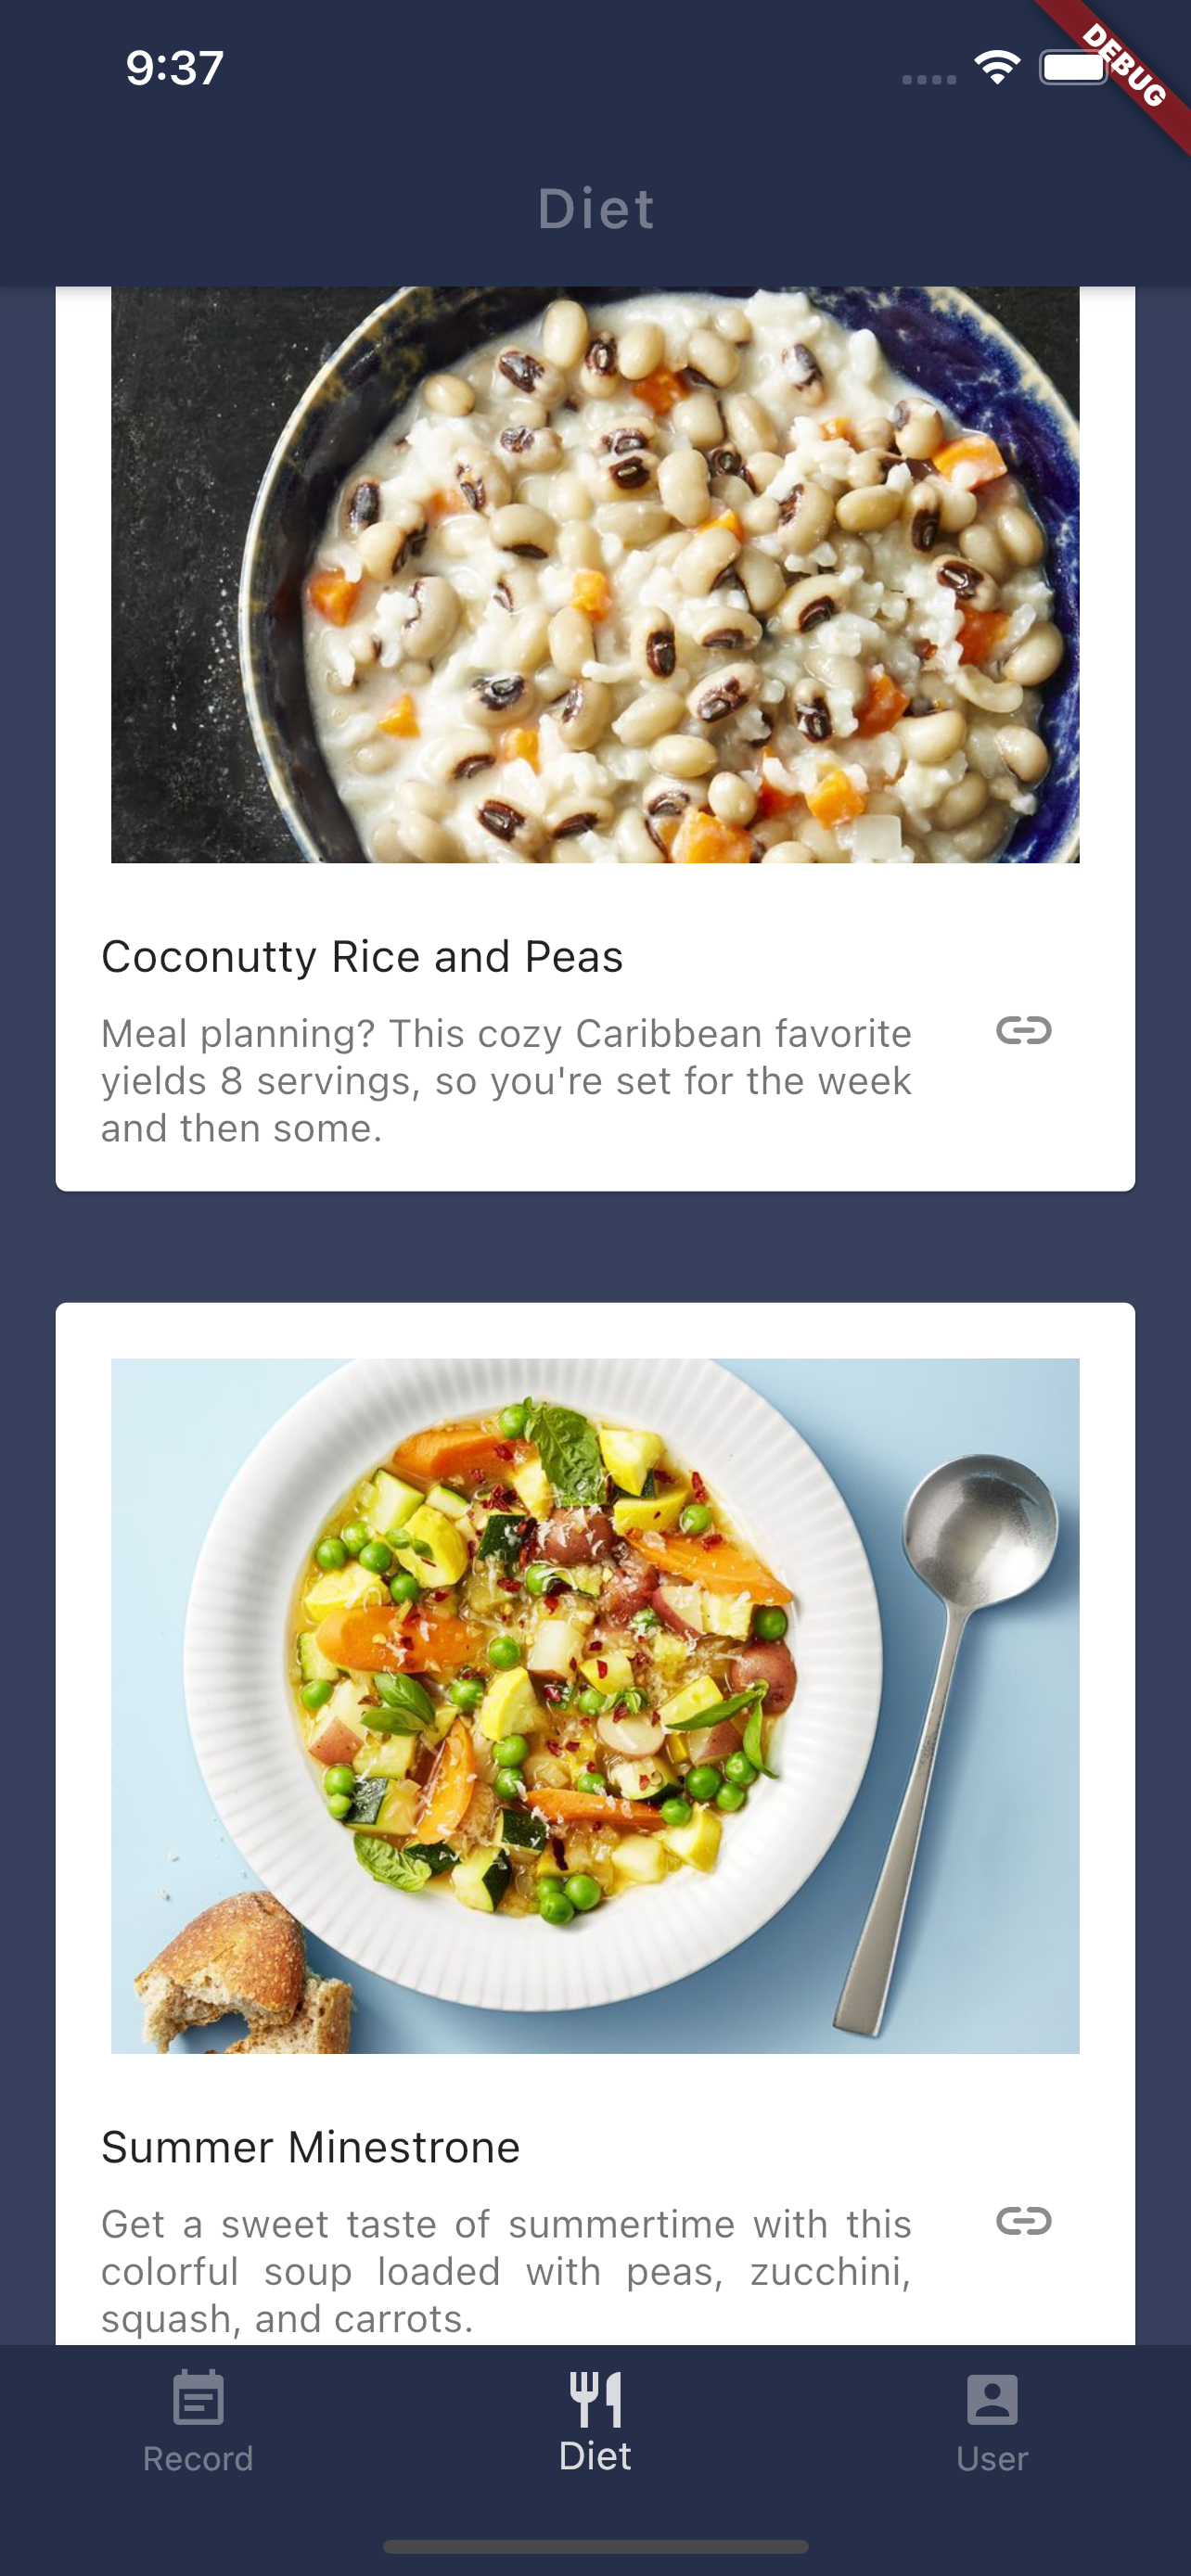 9:37
DEBUG
Diet
Coconutty Rice and Peas
Meal planning? This cozy Caribbean favorite
yields 8 servings, so you're set for the week
and then some.
Summer Minestrone
Get a sweet taste of summertime with this
colorful soup loaded with peas, zucchini,
squash, and carrots.
Record
Diet
User